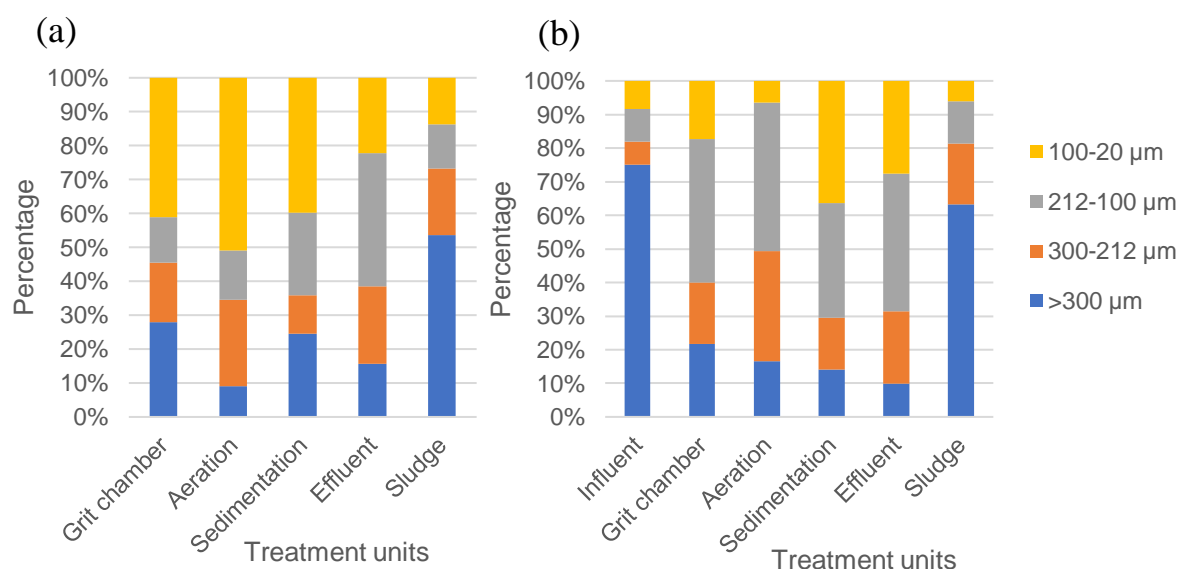 (a)
100%
90%
80%
70%
60%
50%
40%
30%
20%
10%
0%
Percentage
Grit chamber
Aeration
Sedimentation
Effluent
Sludge
Treatment units
(b)
100%
90%
80%
70%
60%
50%
40%
30%
20%
10%
0%
Percentage
Influent
Grit chamber
Aeration
Sedimentation
Effluent
Sludge
Treatment units
100-20 µm
212-100 µm
300-212 µm
>300 µm